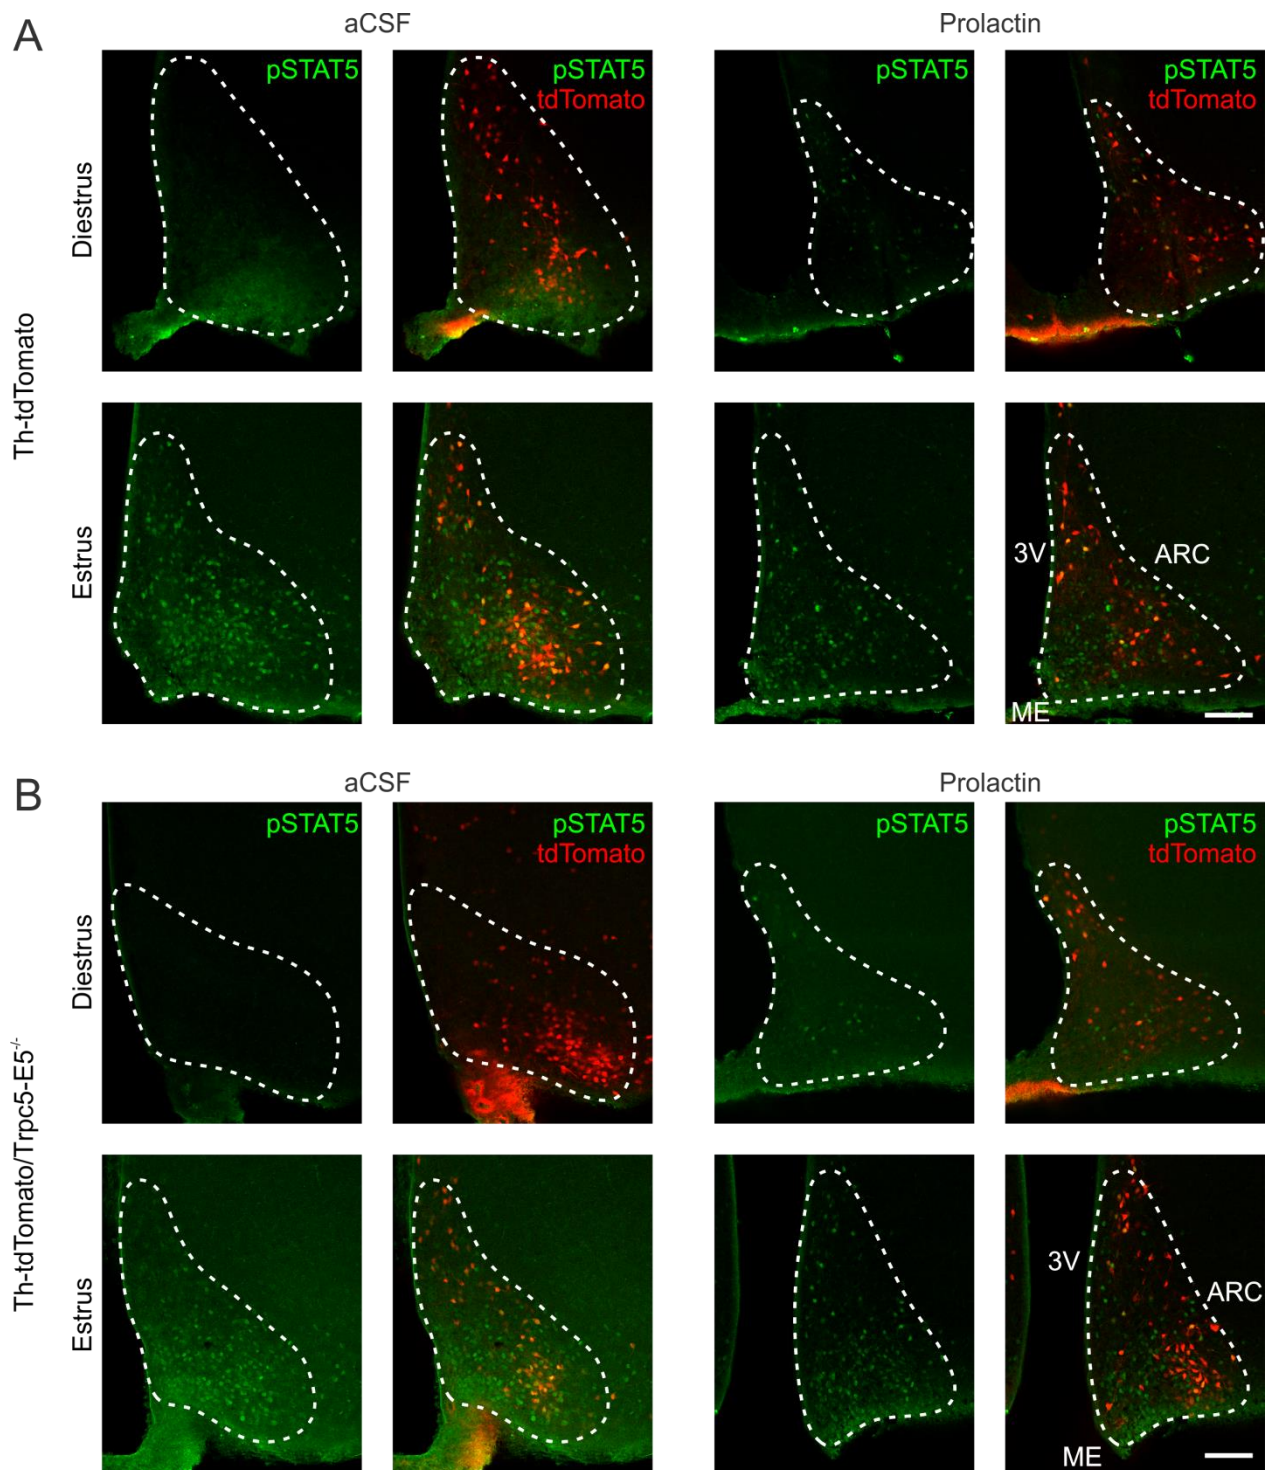 A
aCSF
Prolactin
pSTAT5
pSTAT5
tdTomato
pSTAT5
pSTAT5
tdTomato
Diestrus
Th-tdTomato
Estrus
3V
ARC
ME
B
aCSF
Prolactin
pSTAT5
pSTAT5
tdTomato
pSTAT5
pSTAT5
tdTomato
Diestrus
Th-tdTomato/Trpc5-E5-/-
Estrus
3V
ARC
ME